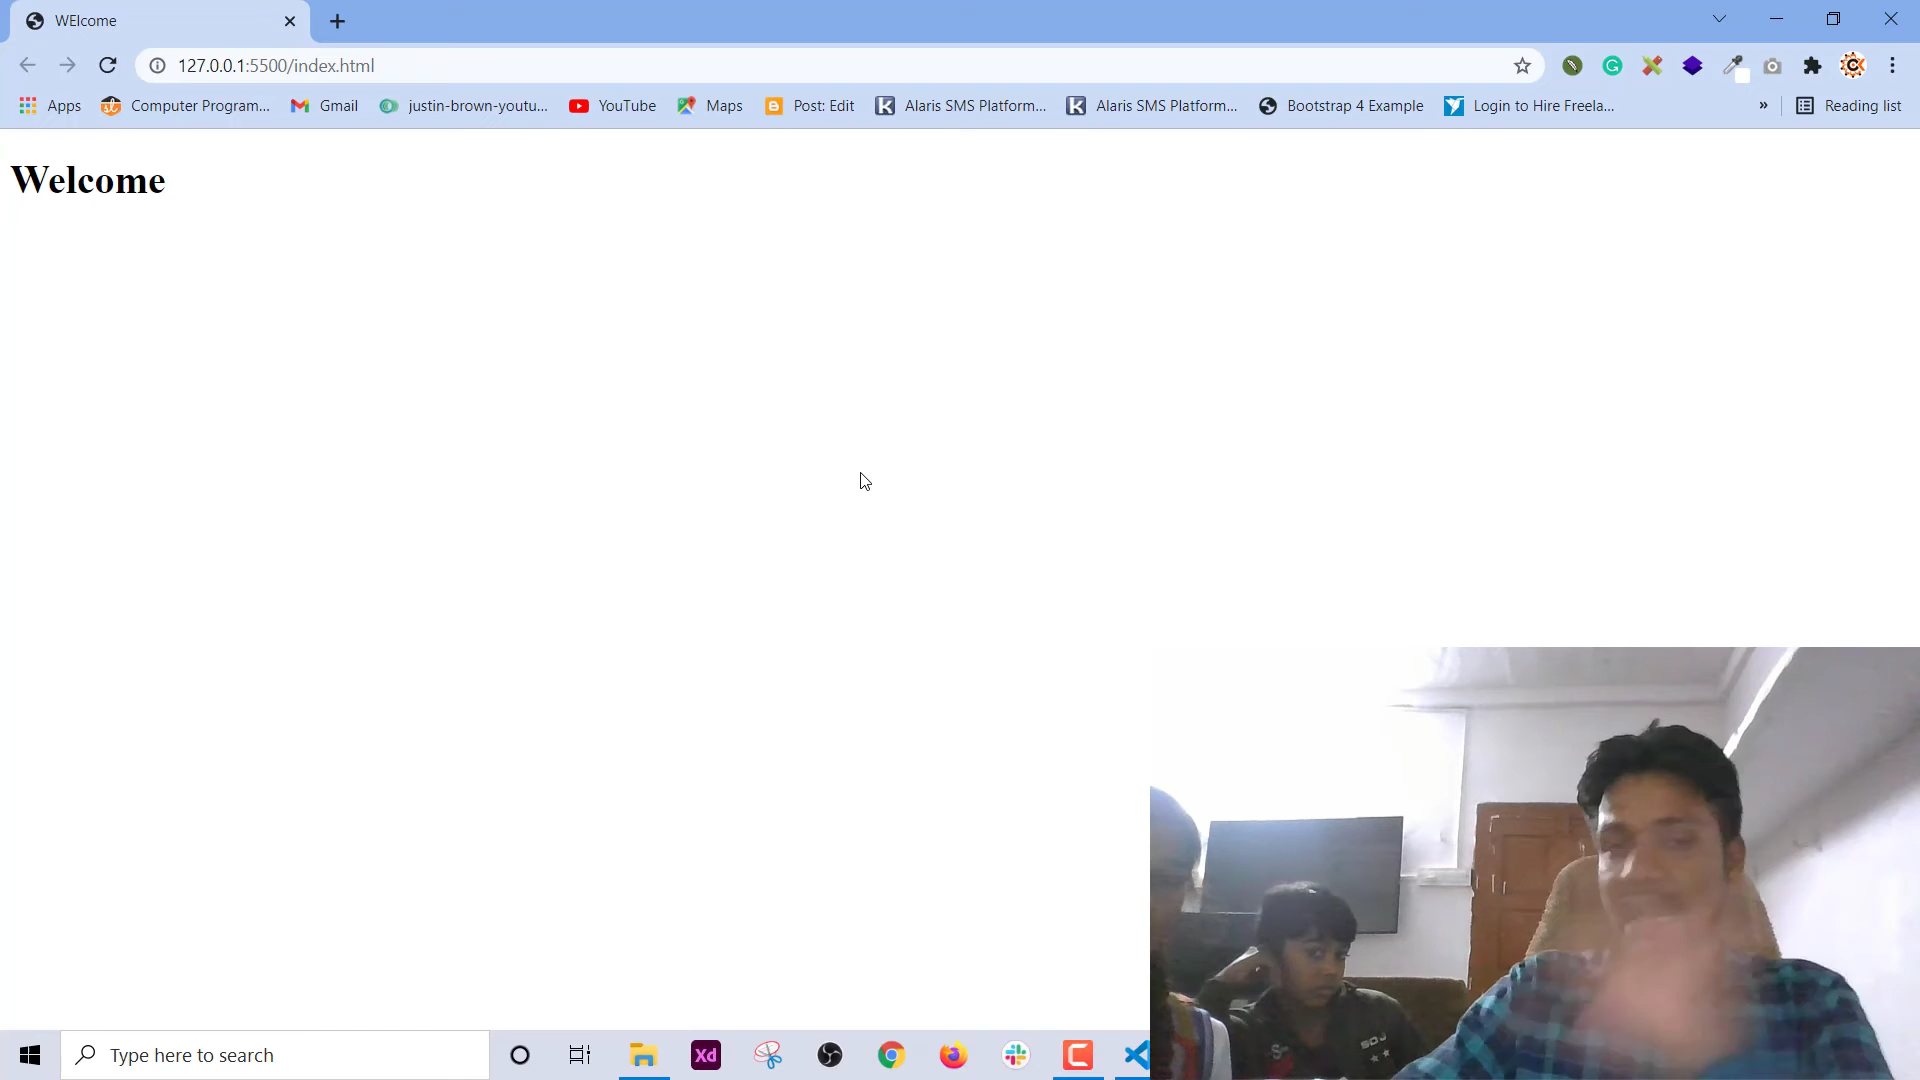 WElcome
127.0.0.1:5500/index.html
Apps Computer Program... Gmail justin-brown-youtu... YouTube Maps Post: Edit Alaris SMS Platform... Alaris SMS Platform... Bootstrap 4 Example Login to Hire Freela... » Reading list
Welcome
SOJ
Type here to search Xd